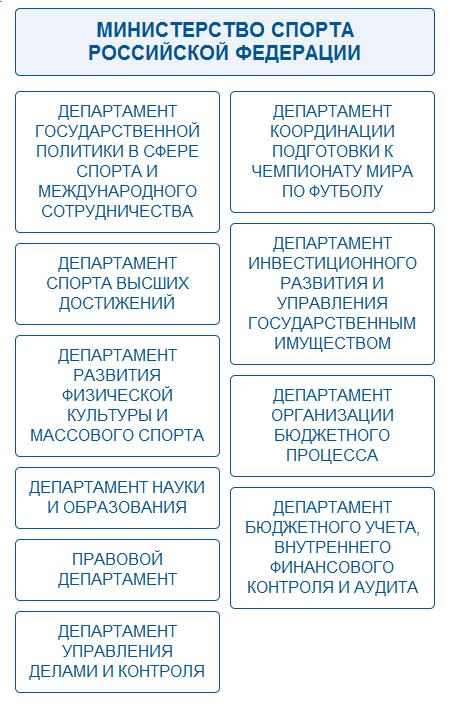 МИНИСТЕРСТВО СПОРТА
РОССИЙСКОЙ ФЕДЕРАЦИИ
ДЕПАРТАМЕНТ
ГОСУДАРСТВЕННОЙ
ПОЛИТИКИ В СФЕРЕ
СПОРТА И
МЕЖДУНАРОДНОГО
СОТРУДНИЧЕСТВА
ДЕПАРТАМЕНТ
СПОРТА ВЫСШИХ
ДОСТИЖЕНИЙ
ДЕПАРТАМЕНТ
РАЗВИТИЯ
ФИЗИЧЕСКОЙ
КУЛЬТУРЫ И
МАССОВОГО СПОРТА
ДЕПАРТАМЕНТ НАУКИ
И ОБРАЗОВАНИЯ
ПРАВОВОЙ
ДЕПАРТАМЕНТ
ДЕПАРТАМЕНТ
УПРАВЛЕНИЯ
ДЕЛАМИ И КОНТРОЛЯ
ДЕПАРТАМЕНТ
КООРДИНАЦИИ
ПОДГОТОВКИ К
ЧЕМПИОНАТУ МИРА
ПО ФУТБОЛУ
ДЕПАРТАМЕНТ
ИНВЕСТИЦИОННОГО
РАЗВИТИЯ И
УПРАВЛЕНИЯ
ГОСУДАРСТВЕННЫМ
ИМУЩЕСТВОМ
ДЕПАРТАМЕНТ
ОРГАНИЗАЦИИ
БЮДЖЕТНОГО
ПРОЦЕССА
ДЕПАРТАМЕНТ
БЮДЖЕТНОГО УЧЕТА,
ВНУТРЕННЕГО
ФИНАНСОВОГО
КОНТРОЛЯ И АУДИТА